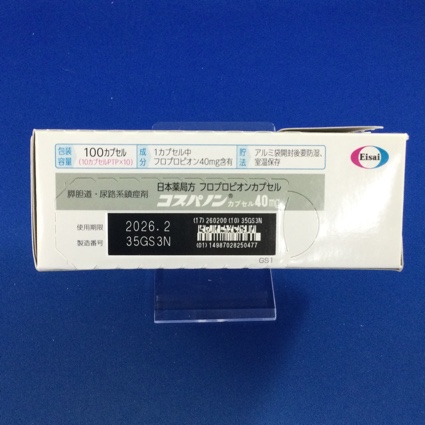 包装容量 100カプセル (10カプセルPTP×10)
成分 1カプセル中 フロプロピオン40mg含有
貯法 アルミ袋開封後要防湿、室温保存
Eisai
膵胆道・尿路系鎮痙剤
日本薬局方 フロプロピオンカプセル
コスパノン®カプセル40mg
使用期限 2026.2
製造番号 35GS3N
(17) 260200 (10) 35GS3N
(01) 14987028250477
GS1